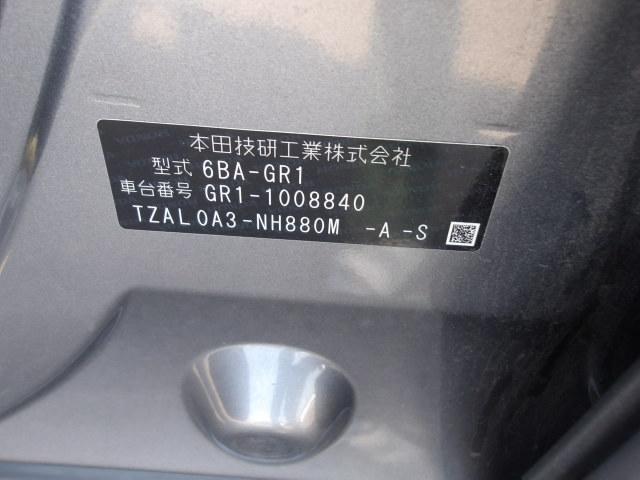 本田技研工業株式会社
型式 6BA-GR1
車台番号 GR1-1008840
TZAL0A3-NH880M -A -S